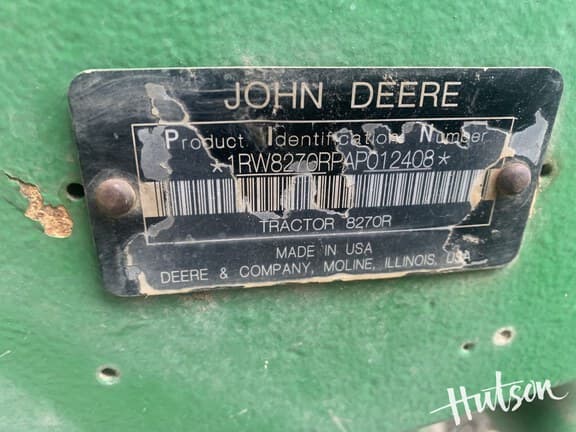 JOHN DEERE
Product Identification Number
*1RW8270RPAP012408*
TRACTOR 8270R
MADE IN USA
DEERE & COMPANY, MOLINE, ILLINOIS, USA
Hutson